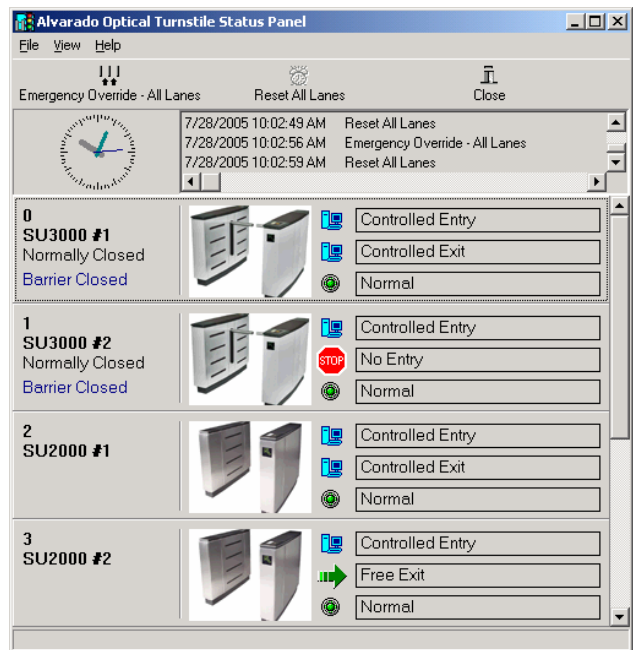 Alvarado Optical Turnstile Status Panel
File View Help
Emergency Override - All Lanes Reset All Lanes Close
7/28/2005 10:02:49 AM Reset All Lanes
7/28/2005 10:02:56 AM Emergency Override - All Lanes
7/28/2005 10:02:59 AM Reset All Lanes
0
SU3000 #1
Normally Closed
Barrier Closed
Controlled Entry
Controlled Exit
Normal
1
SU3000 #2
Normally Closed
Barrier Closed
Controlled Entry
STOP No Entry
Normal
2
SU2000 #1
Controlled Entry
Controlled Exit
Normal
3
SU2000 #2
Controlled Entry
Free Exit
Normal